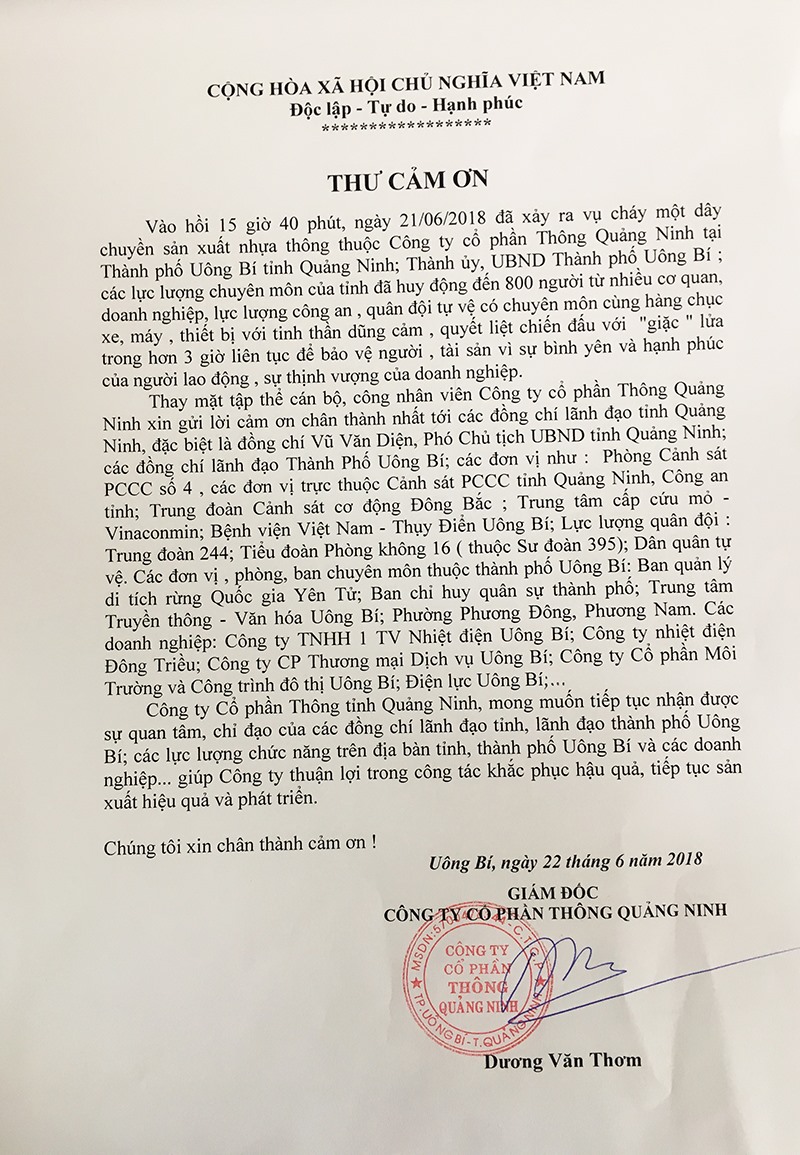 CỘNG HÒA XÃ HỘI CHỦ NGHĨA VIỆT NAM
Độc lập - Tự do - Hạnh phúc
******************
THƯ CẢM ƠN
Vào hồi 15 giờ 40 phút, ngày 21/06/2018 đã xảy ra vụ cháy một dây
chuyền sản xuất nhựa thông thuộc Công ty cổ phần Thông Quảng Ninh tại
Thành phố Uông Bí tỉnh Quảng Ninh; Thành ủy, UBND Thành phố Uông Bí ;
các lực lượng chuyên môn của tỉnh đã huy động đến 800 người từ nhiều cơ quan,
doanh nghiệp, lực lượng công an , quân đội tự vệ có chuyên môn cùng hàng chục
xe, máy , thiết bị với tinh thần dũng cảm , quyết liệt chiến đấu với "giặc " lửa
trong hơn 3 giờ liên tục để bảo vệ người , tài sản vì sự bình yên và hạnh phúc
của người lao động , sự thịnh vượng của doanh nghiệp.
Thay mặt tập thể cán bộ, công nhân viên Công ty cổ phần Thông Quảng
Ninh xin gửi lời cảm ơn chân thành nhất tới các đồng chí lãnh đạo tỉnh Quảng
Ninh, đặc biệt là đồng chí Vũ Văn Diện, Phó Chủ tịch UBND tỉnh Quảng Ninh;
các đồng chí lãnh đạo Thành Phố Uông Bí; các đơn vị như : Phòng Cảnh sát
PCCC số 4 , các đơn vị trực thuộc Cảnh sát PCCC tỉnh Quảng Ninh, Công an
tỉnh; Trung đoàn Cảnh sát cơ động Đông Bắc ; Trung tâm cấp cứu mỏ -
Vinaconmin; Bệnh viện Việt Nam - Thụy Điển Uông Bí; Lực lượng quân đội :
Trung đoàn 244; Tiểu đoàn Phòng không 16 ( thuộc Sư đoàn 395); Dân quân tự
vệ. Các đơn vị , phòng, ban chuyên môn thuộc thành phố Uông Bí: Ban quản lý
di tích rừng Quốc gia Yên Tử; Ban chỉ huy quân sự thành phố; Trung tâm
Truyền thông - Văn hóa Uông Bí; Phường Phương Đông, Phương Nam. Các
doanh nghiệp: Công ty TNHH 1 TV Nhiệt điện Uông Bí; Công ty nhiệt điện
Đông Triều; Công ty CP Thương mại Dịch vụ Uông Bí; Công ty Cổ phần Môi
Trường và Công trình đô thị Uông Bí; Điện lực Uông Bí;...
Công ty Cổ phần Thông tỉnh Quảng Ninh, mong muốn tiếp tục nhận được
sự quan tâm, chỉ đạo của các đồng chí lãnh đạo tỉnh, lãnh đạo thành phố Uông
Bí; các lực lượng chức năng trên địa bàn tỉnh, thành phố Uông Bí và các doanh
nghiệp... giúp Công ty thuận lợi trong công tác khắc phục hậu quả, tiếp tục sản
xuất hiệu quả và phát triển.
Chúng tôi xin chân thành cảm ơn !
Uông Bí, ngày 22 tháng 6 năm 2018
GIÁM ĐỐC
CÔNG TY CỔ PHẦN THÔNG QUẢNG NINH
CÔNG TY
CỔ PHẦN
THÔNG
QUẢNG NINH
TP.UÔNG BÍ-T.QUẢNG NINH
Dương Văn Thơm